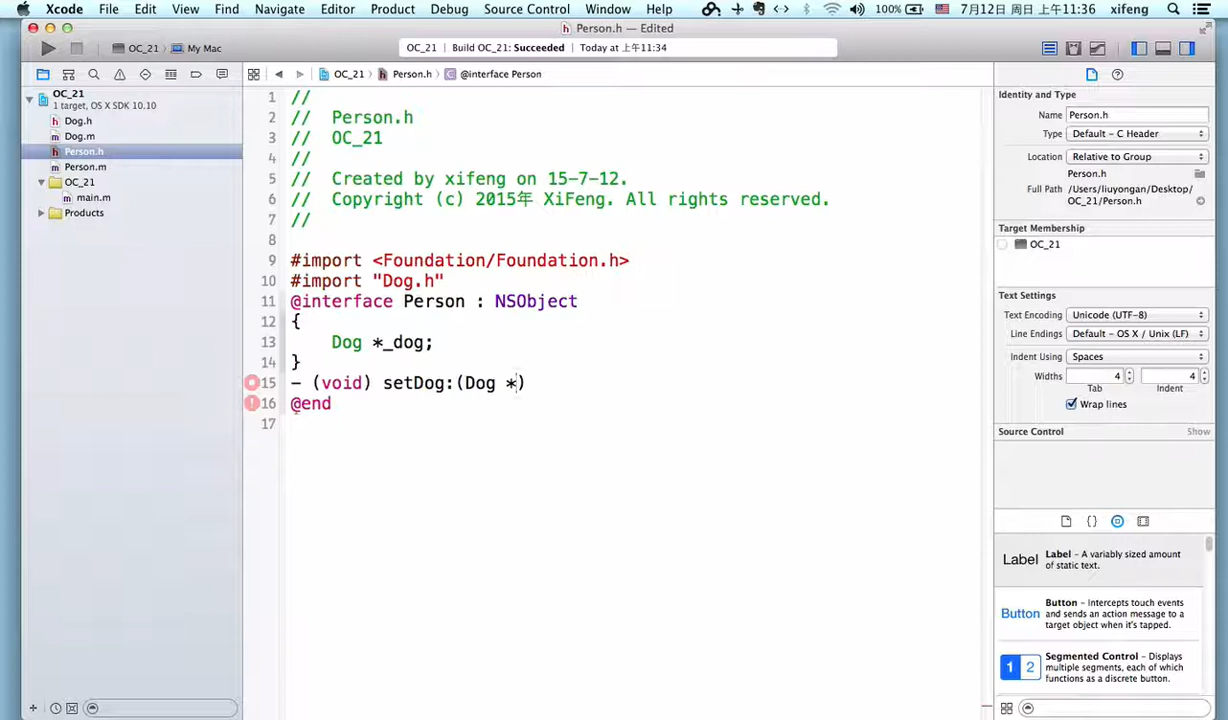 Xcode File Edit View Find Navigate Editor Product Debug Source Control Window Help 100% 7月12日 周日 上午11:36 xifeng
Person.h — Edited
OC_21 My Mac OC_21 | Build OC_21: Succeeded | Today at 上午11:34
OC_21 Person.h @interface Person
OC_21
1 target, OS X SDK 10.10
Dog.h
Dog.m
Person.h
Person.m
OC_21
main.m
Products
1 //
2 // Person.h
3 // OC_21
4 //
5 // Created by xifeng on 15-7-12.
6 // Copyright (c) 2015年 XiFeng. All rights reserved.
7 //
8
9 #import <Foundation/Foundation.h>
10 #import "Dog.h"
11 @interface Person : NSObject
12 {
13 Dog *_dog;
14 }
15 - (void) setDog:(Dog *)
16 @end
17
Identity and Type
Name Person.h
Type Default - C Header
Location Relative to Group
Person.h
Full Path /Users/liuyongan/Desktop/
OC_21/Person.h
Target Membership
OC_21
Text Settings
Text Encoding Unicode (UTF-8)
Line Endings Default - OS X / Unix (LF)
Indent Using Spaces
Widths 4 4
Tab Indent
Wrap lines
Source Control Show
Label Label - A variably sized amount
of static text.
Button Button - Intercepts touch events
and sends an action message to a
target object when it's tapped.
1 2 Segmented Control - Displays
multiple segments, each of which
functions as a discrete button.